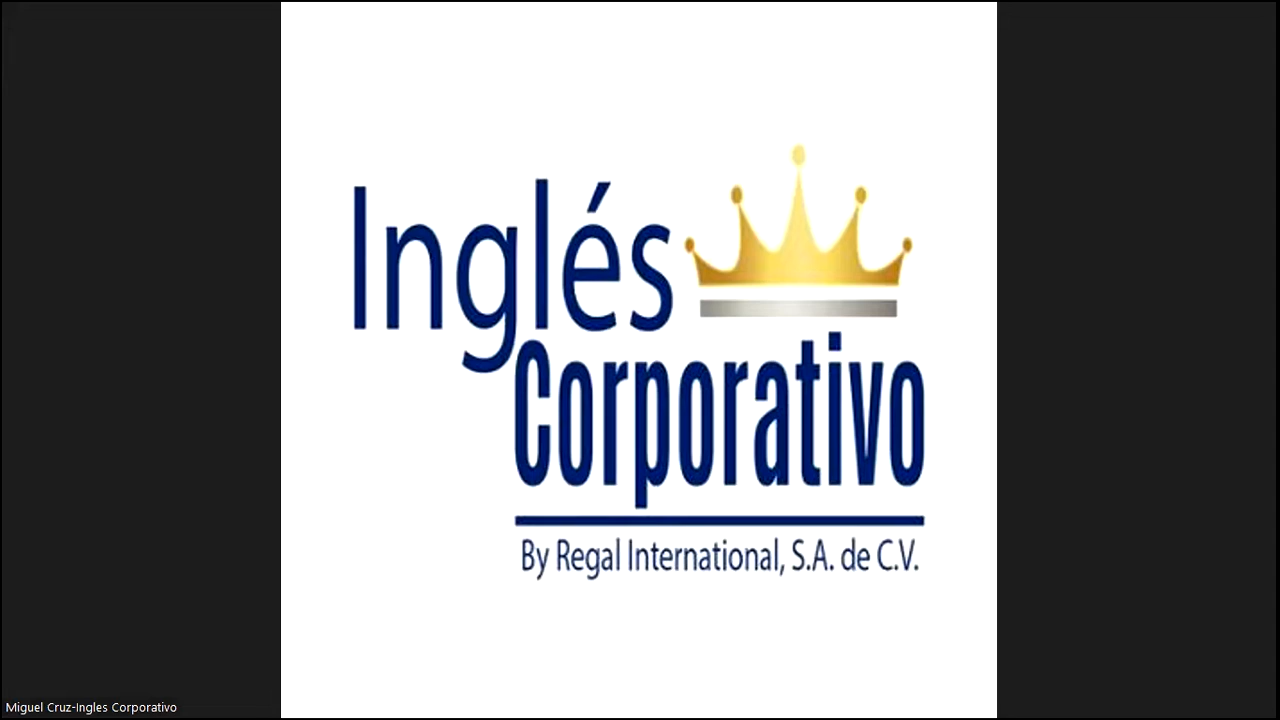 Inglés
Corporativo
By Regal International, S.A. de C.V.
Miguel Cruz-Ingles Corporativo